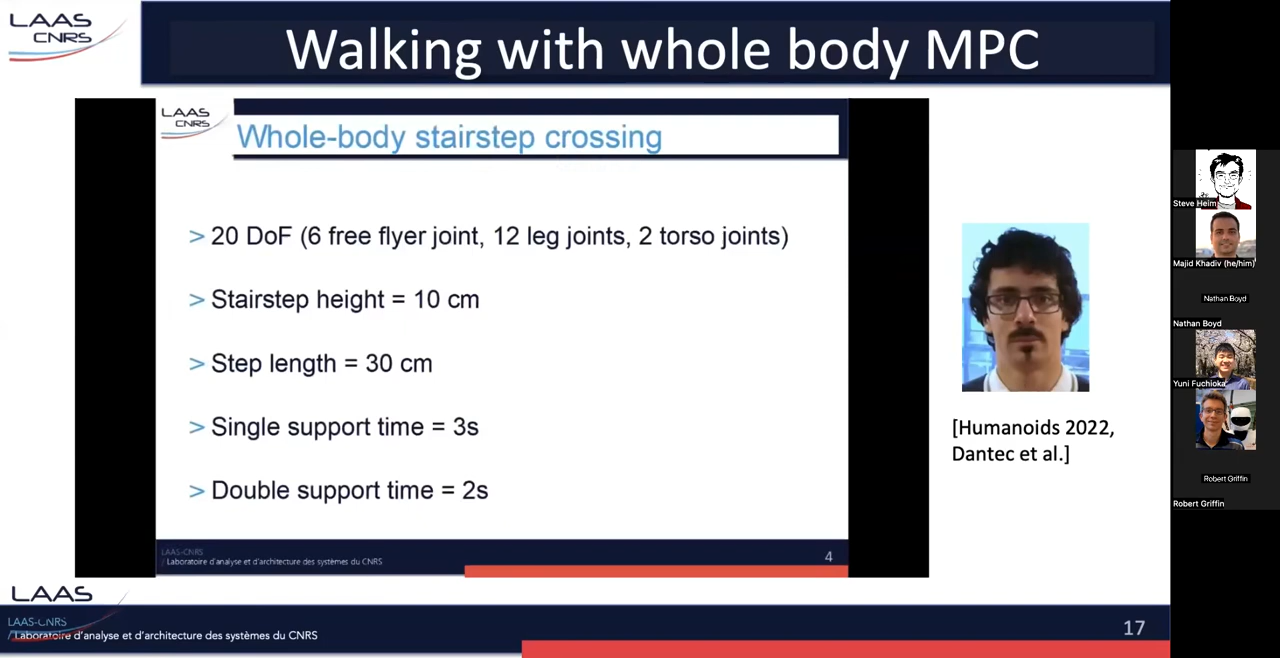 LAAS
CNRS
Walking with whole body MPC
LAAS
CNRS
Whole-body stairstep crossing
> 20 DoF (6 free flyer joint, 12 leg joints, 2 torso joints)
> Stairstep height = 10 cm
> Step length = 30 cm
> Single support time = 3s
> Double support time = 2s
LAAS-CNRS
/ Laboratoire d'analyse et d'architecture des systèmes du CNRS
4
[Humanoids 2022,
Dantec et al.]
LAAS
LAAS-CNRS
/ Laboratoire d'analyse et d'architecture des systèmes du CNRS
17
Steve Heim
Majid Khadiv (he/him)
Nathan Boyd
Nathan Boyd
Yuni Fuchioka
Robert Griffin
Robert Griffin